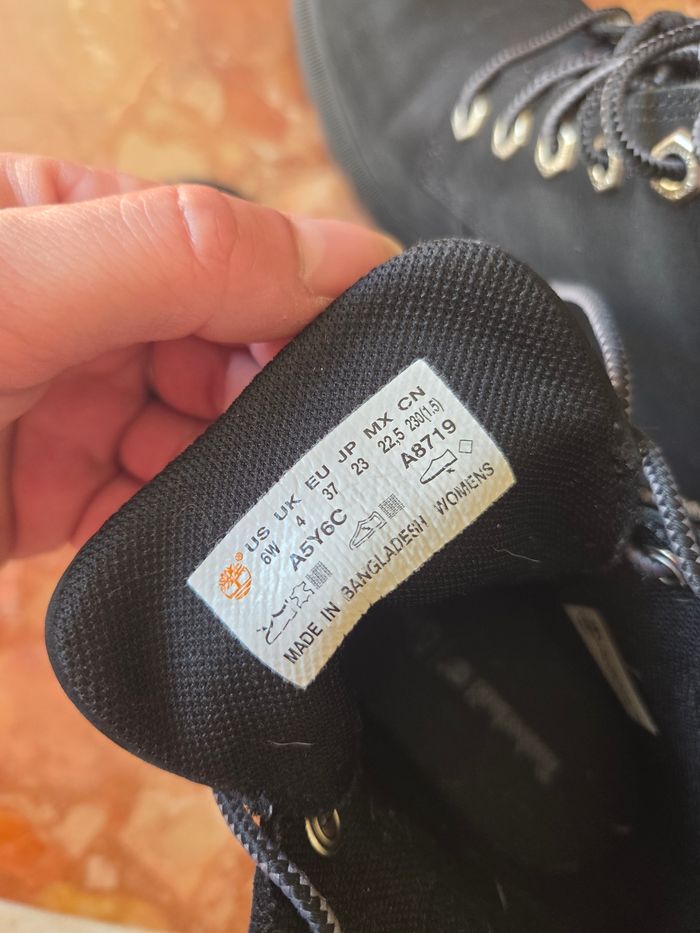 ® US UK EU JP MX CN
6W 4 37 23 22,5 230(1.5)
A5Y6C A8719
MADE IN BANGLADESH WOMENS